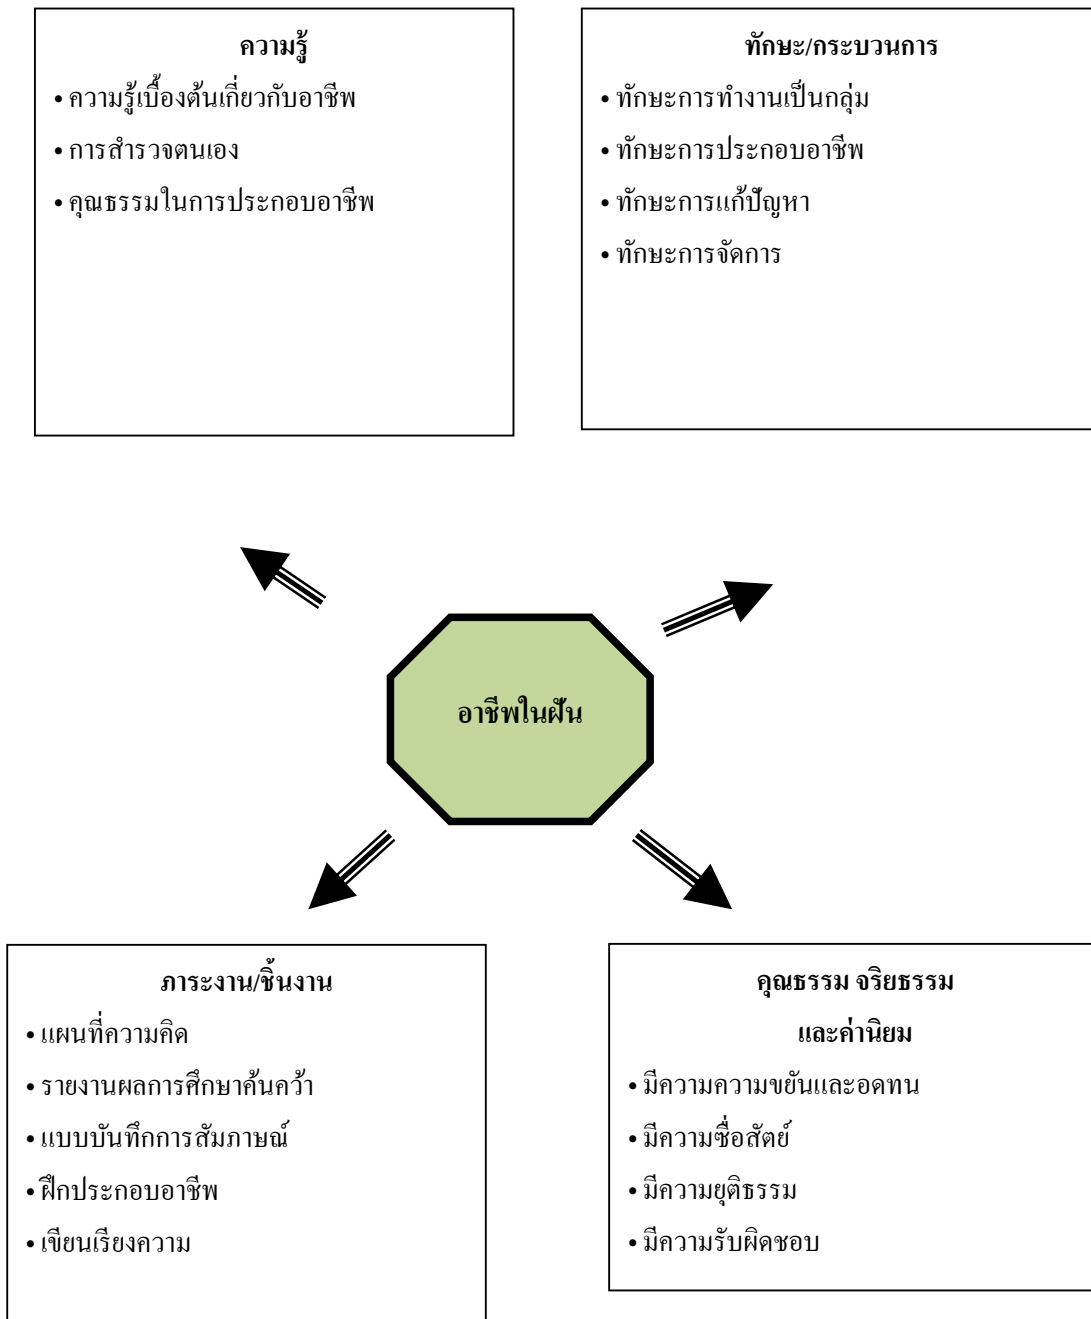 ความรู้
• ความรู้เบื้องต้นเกี่ยวกับอาชีพ
• การสำรวจตนเอง
• คุณธรรมในการประกอบอาชีพ
ทักษะ/กระบวนการ
• ทักษะการทำงานเป็นกลุ่ม
• ทักษะการประกอบอาชีพ
• ทักษะการแก้ปัญหา
• ทักษะการจัดการ
อาชีพในฝัน
ภาระงาน/ชิ้นงาน
• แผนที่ความคิด
• รายงานผลการศึกษาค้นคว้า
• แบบบันทึกการสัมภาษณ์
• ฝึกประกอบอาชีพ
• เขียนเรียงความ
คุณธรรม จริยธรรม
และค่านิยม
• มีความความขยันและอดทน
• มีความซื่อสัตย์
• มีความยุติธรรม
• มีความรับผิดชอบ